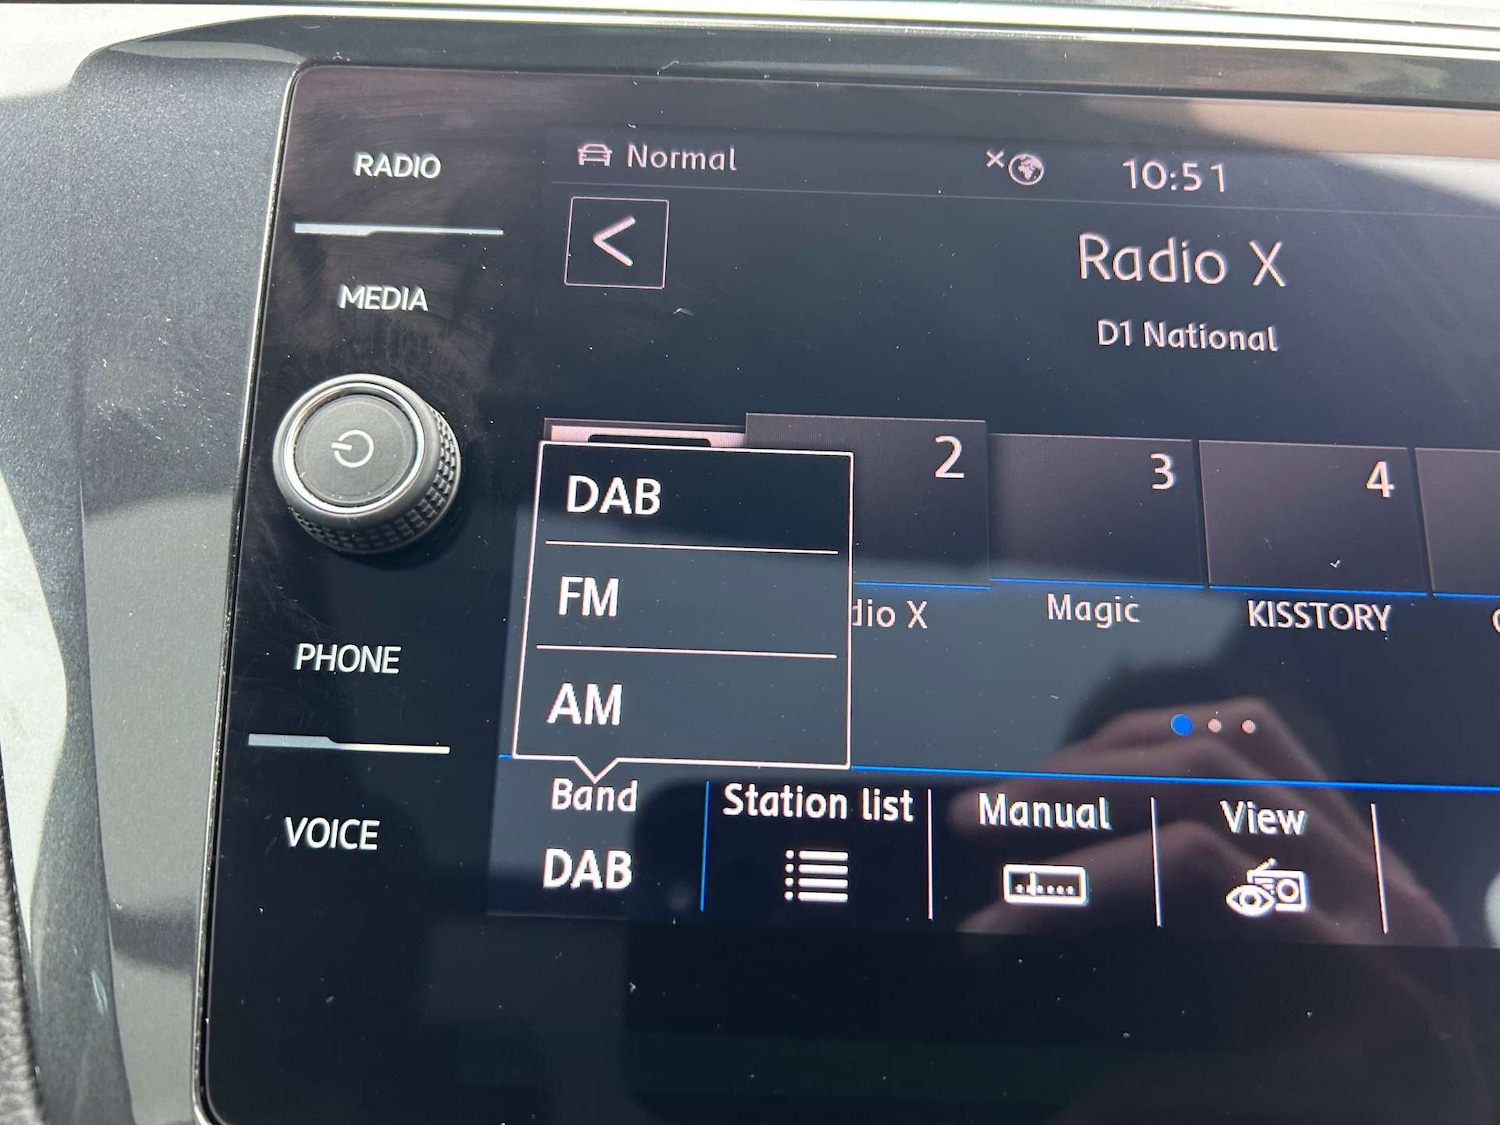 RADIO
MEDIA
PHONE
VOICE
Normal
10:51
Radio X
D1 National
2
3
4
dio X
Magic
KISSTORY
DAB
FM
AM
Band
DAB
Station list
Manual
View